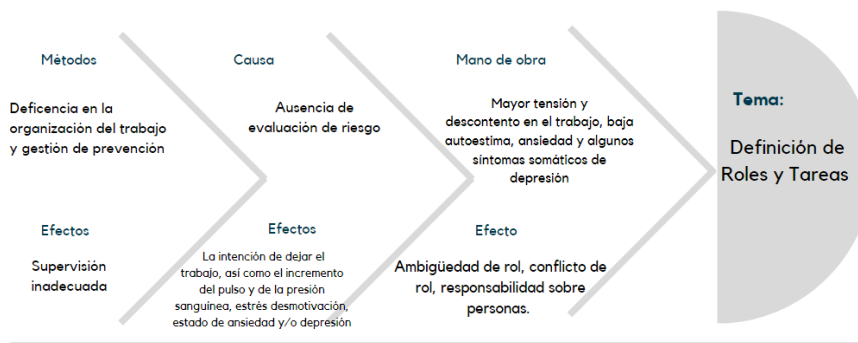 Métodos
Deficencia en la
organización del trabajo
y gestión de prevención
Causa
Ausencia de
evaluación de riesgo
Mano de obra
Mayor tensión y
descontento en el trabajo, baja
autoestima, ansiedad y algunos
síntomas somáticos de
depresión
Tema:
Definición de
Roles y Tareas
Efectos
Supervisión
inadecuada
Efectos
La intención de dejar el
trabajo, así como el incremento
del pulso y de la presión
sanguínea, estrés desmotivación,
estado de ansiedad y/o depresión
Efecto
Ambigüedad de rol, conflicto de
rol, responsabilidad sobre
personas.